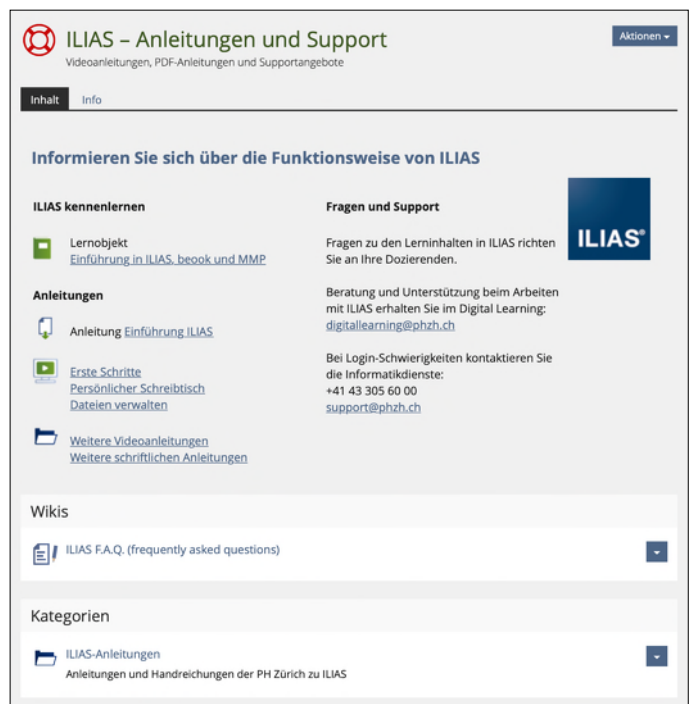 ILIAS – Anleitungen und Support
Aktionen
Videoanleitungen, PDF-Anleitungen und Supportangebote
Inhalt
Info
Informieren Sie sich über die Funktionsweise von ILIAS
ILIAS kennenlernen
Lernobjekt
Einführung in ILIAS, beook und MMP
Anleitungen
Anleitung Einführung ILIAS
Erste Schritte
Persönlicher Schreibtisch
Dateien verwalten
Weitere Videoanleitungen
Weitere schriftlichen Anleitungen
Fragen und Support
Fragen zu den Lerninhalten in ILIAS richten
Sie an Ihre Dozierenden.
Beratung und Unterstützung beim Arbeiten
mit ILIAS erhalten Sie im Digital Learning:
digitallearning@phzh.ch
Bei Login-Schwierigkeiten kontaktieren Sie
die Informatikdienste:
+41 43 305 60 00
support@phzh.ch
ILIAS®
Wikis
ILIAS F.A.Q. (frequently asked questions)
Kategorien
ILIAS-Anleitungen
Anleitungen und Handreichungen der PH Zürich zu ILIAS